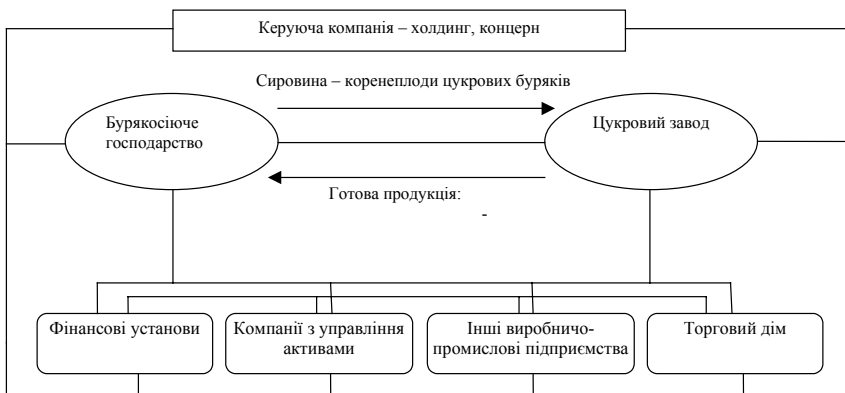 Керуюча компанія – холдинг, концерн
Сировина – коренеплоди цукрових буряків
Бурякосіюче
господарство
Цукровий завод
Готова продукція:
-
Фінансові установи
Компанії з управління
активами
Інші виробничо-
промислові підприємства
Торговий дім